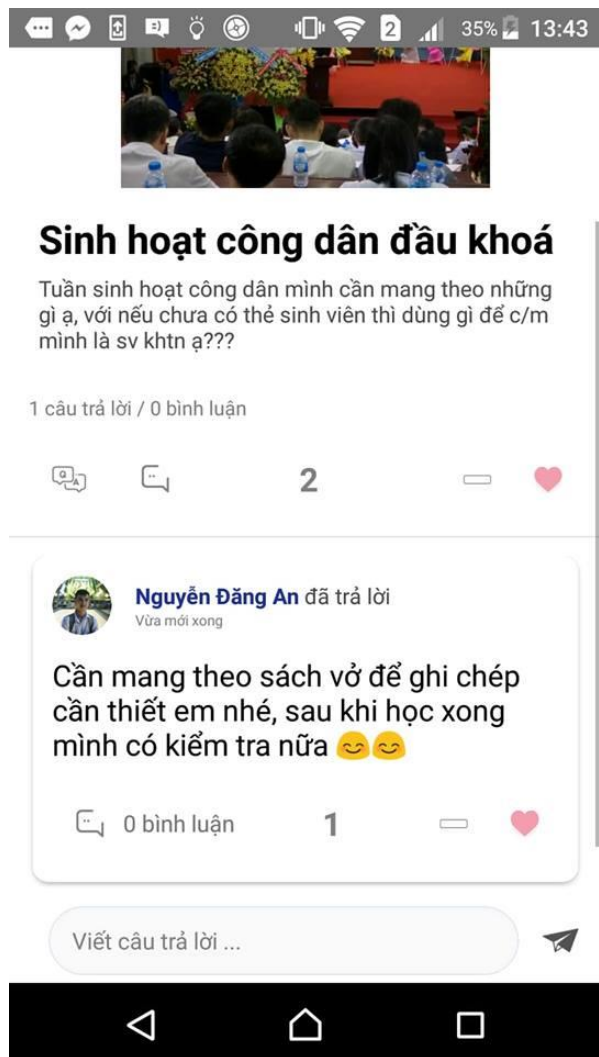 2 35% 13:43
Sinh hoạt công dân đầu khoá
Tuần sinh hoạt công dân mình cần mang theo những
gì ạ, với nếu chưa có thẻ sinh viên thì dùng gì để c/m
mình là sv khtn ạ???
1 câu trả lời / 0 bình luận
2
Nguyễn Đăng An đã trả lời
Vừa mới xong
Cần mang theo sách vở để ghi chép
cần thiết em nhé, sau khi học xong
mình có kiểm tra nữa 😊😊
0 bình luận 1
Viết câu trả lời ...